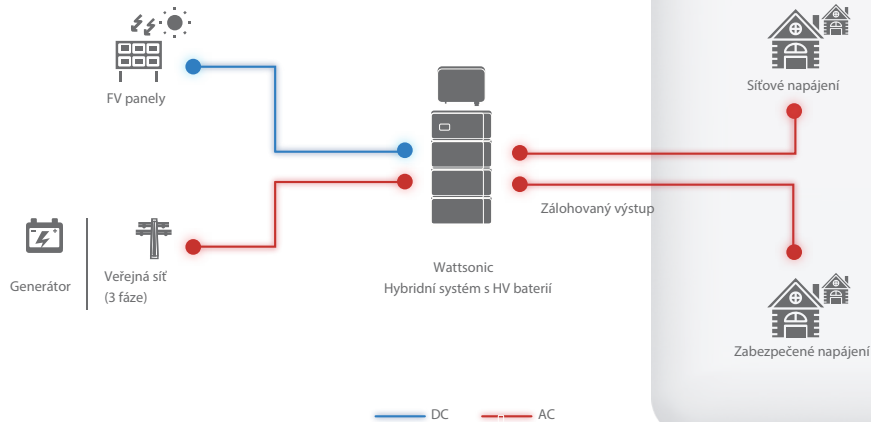 FV panely
Síťové napájení
Zálohovaný výstup
Generátor
Veřejná síť
(3 fáze)
Wattsonic
Hybridní systém s HV baterií
Zabezpečené napájení
DC
AC